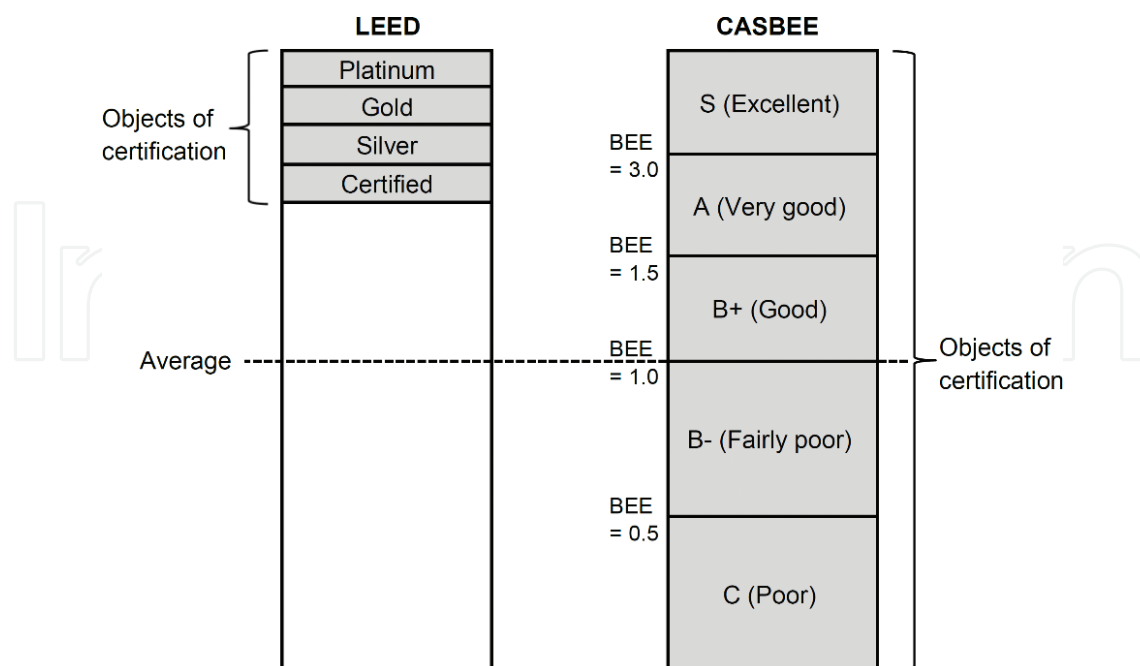 LEED
Platinum
Gold
Silver
Certified
Objects of
certification
Average
CASBEE
S (Excellent)
BEE
= 3.0
A (Very good)
BEE
= 1.5
B+ (Good)
BEE
= 1.0
B- (Fairly poor)
BEE
= 0.5
C (Poor)
Objects of
certification